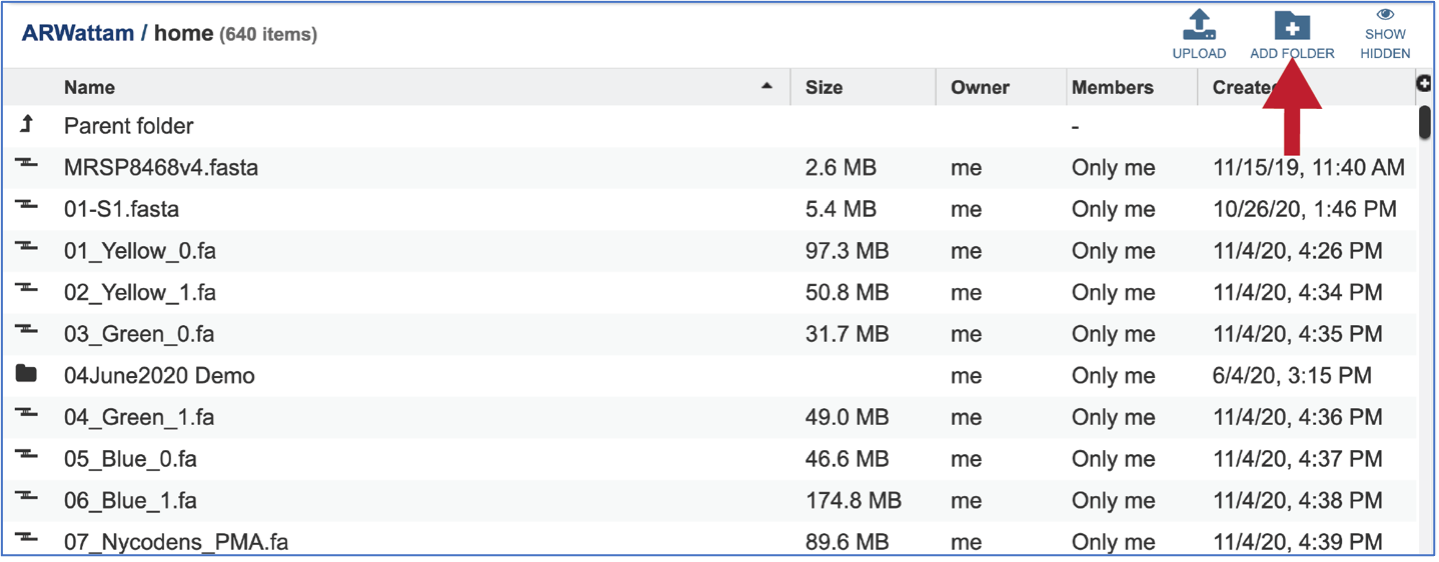 ARWattam / home (640 items)
UPLOAD ADD FOLDER SHOW HIDDEN
Name Size Owner Members Created
Parent folder -
MRSP8468v4.fasta 2.6 MB me Only me 11/15/19, 11:40 AM
01-S1.fasta 5.4 MB me Only me 10/26/20, 1:46 PM
01_Yellow_0.fa 97.3 MB me Only me 11/4/20, 4:26 PM
02_Yellow_1.fa 50.8 MB me Only me 11/4/20, 4:34 PM
03_Green_0.fa 31.7 MB me Only me 11/4/20, 4:35 PM
04June2020 Demo me Only me 6/4/20, 3:15 PM
04_Green_1.fa 49.0 MB me Only me 11/4/20, 4:36 PM
05_Blue_0.fa 46.6 MB me Only me 11/4/20, 4:37 PM
06_Blue_1.fa 174.8 MB me Only me 11/4/20, 4:38 PM
07_Nycodens_PMA.fa 89.6 MB me Only me 11/4/20, 4:39 PM